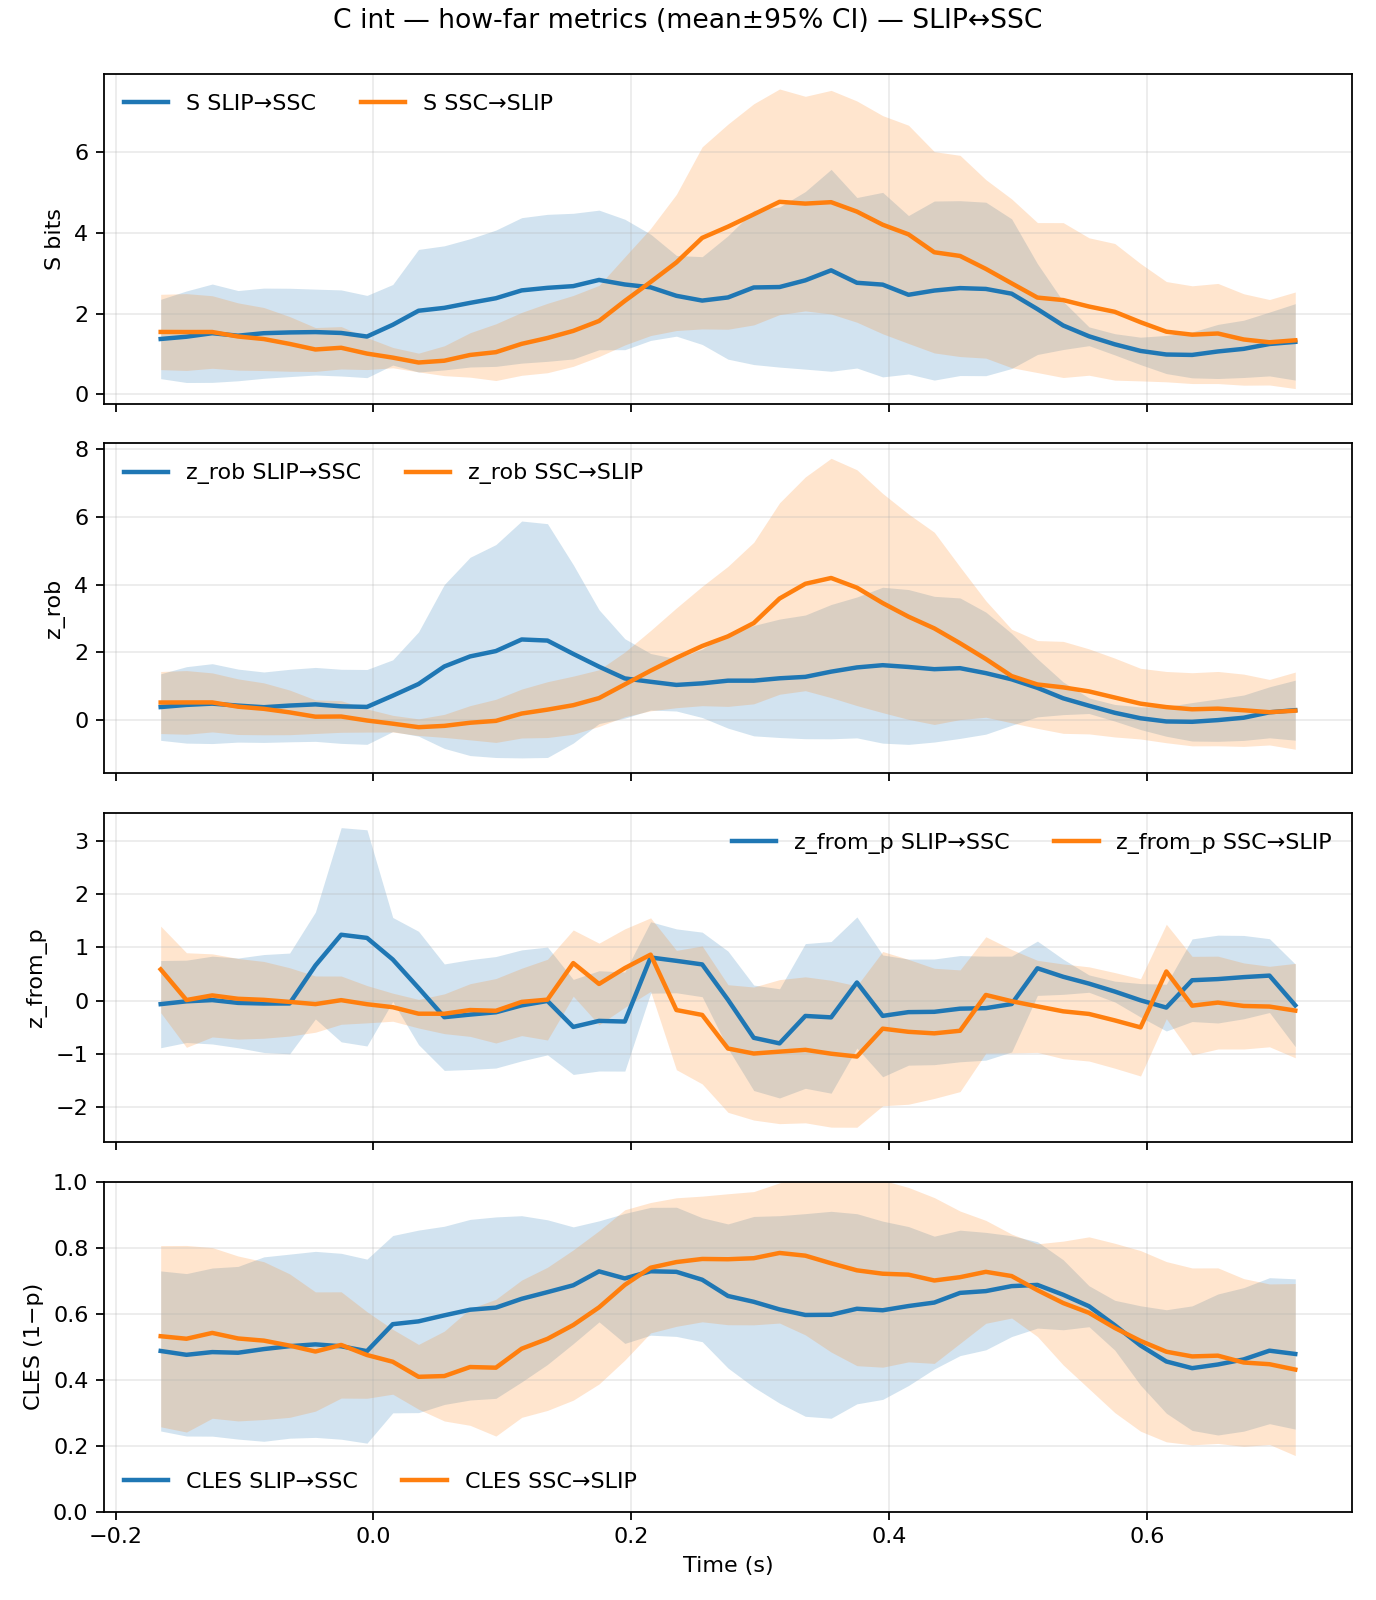 C int — how-far metrics (mean±95% CI) — SLIP↔SSC
S SLIP→SSC S SSC→SLIP
6
4
2
0
S bits
z_rob SLIP→SSC z_rob SSC→SLIP
8
6
4
2
0
z_rob
z_from_p SLIP→SSC z_from_p SSC→SLIP
3
2
1
0
−1
−2
z_from_p
1.0
0.8
0.6
0.4
0.2
0.0
CLES (1−p)
CLES SLIP→SSC CLES SSC→SLIP
−0.2 0.0 0.2 0.4 0.6
Time (s)